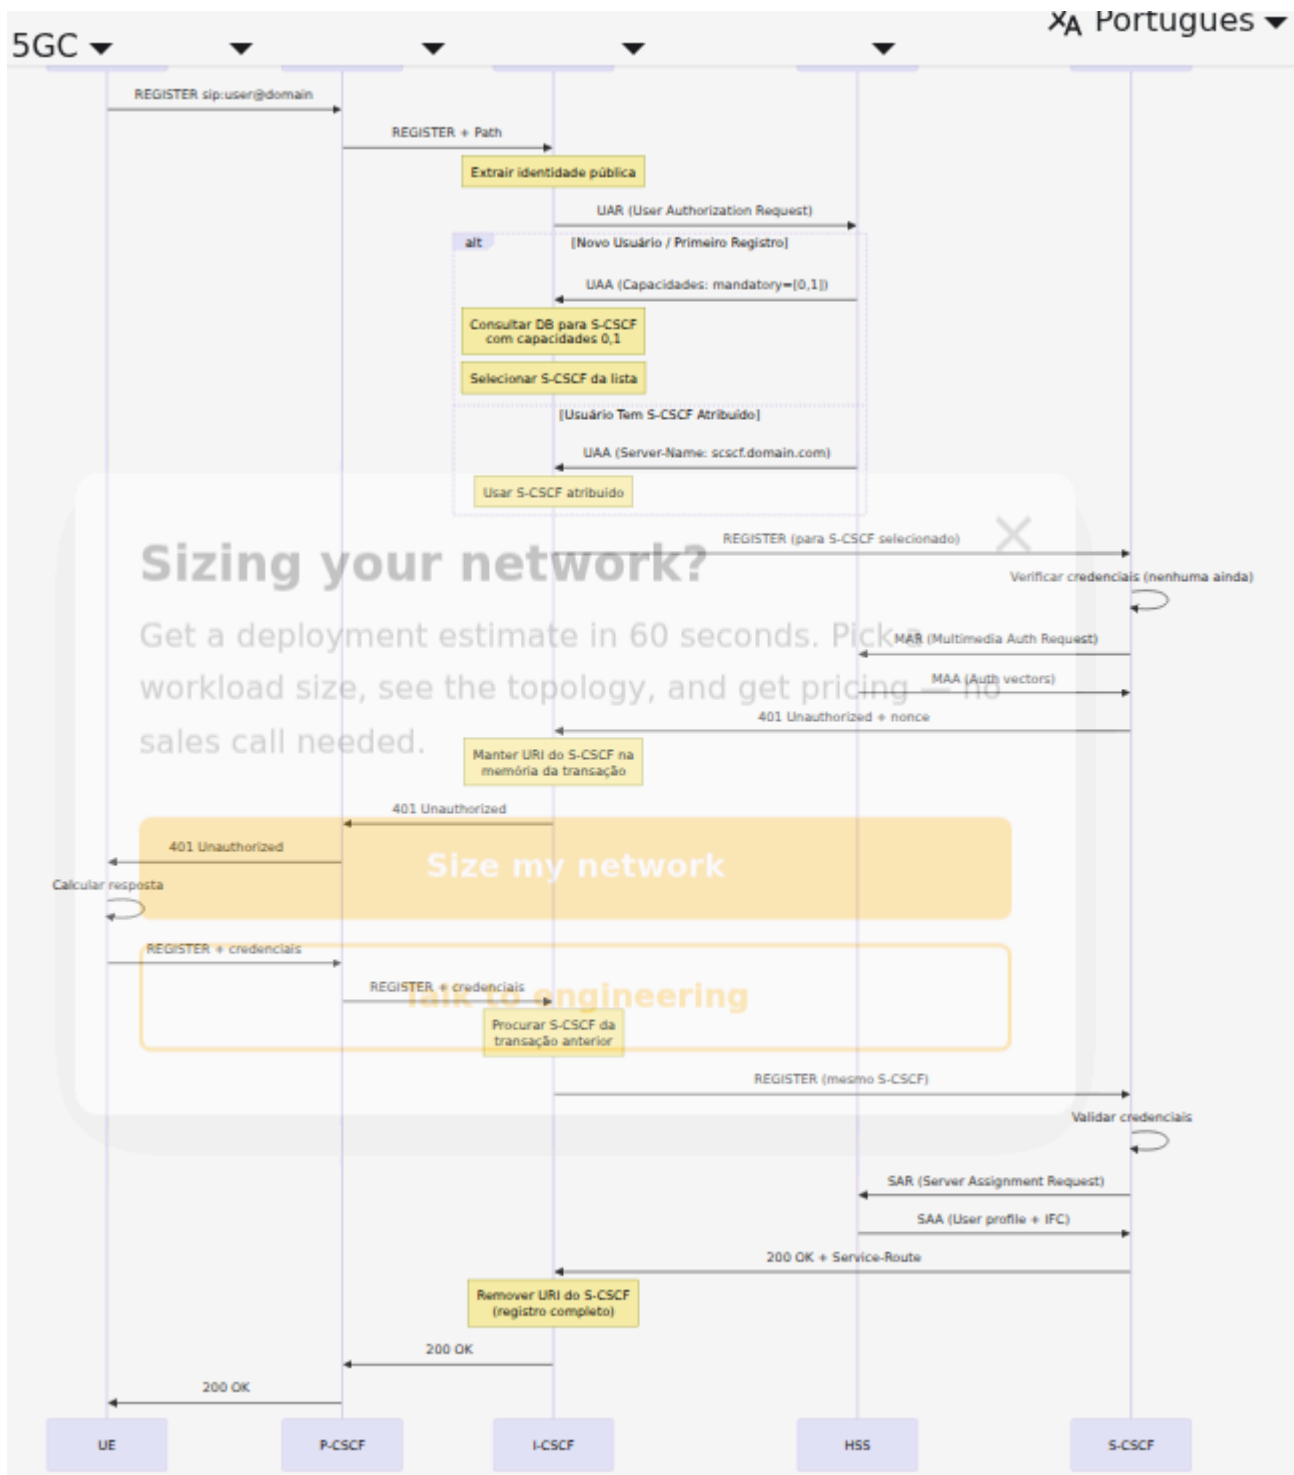 Português
5GC
REGISTER sip:user@domain
REGISTER + Path
Extrair identidade pública
UAR (User Authorization Request)
alt
[Novo Usuário / Primeiro Registro]
UAA (Capacidades: mandatory=[0,1])
Consultar DB para S-CSCF
com capacidades 0,1
Selecionar S-CSCF da lista
[Usuário Tem S-CSCF Atribuído]
UAA (Server-Name: scscf.domain.com)
Usar S-CSCF atribuído
REGISTER (para S-CSCF selecionado)
Sizing your network?
Verificar credenciais (nenhuma ainda)
Get a deployment estimate in 60 seconds. Pick a
MAR (Multimedia Auth Request)
MAA (Auth vectors)
workload size, see the topology, and get pricing — no
401 Unauthorized + nonce
sales call needed.
Manter URI do S-CSCF na
memória da transação
401 Unauthorized
401 Unauthorized
Size my network
Calcular resposta
REGISTER + credenciais
REGISTER + credenciais
Talk to engineering
Procurar S-CSCF da
transação anterior
REGISTER (mesmo S-CSCF)
Validar credenciais
SAR (Server Assignment Request)
SAA (User profile + IFC)
200 OK + Service-Route
Remover URI do S-CSCF
(registro completo)
200 OK
200 OK
UE
P-CSCF
I-CSCF
HSS
S-CSCF